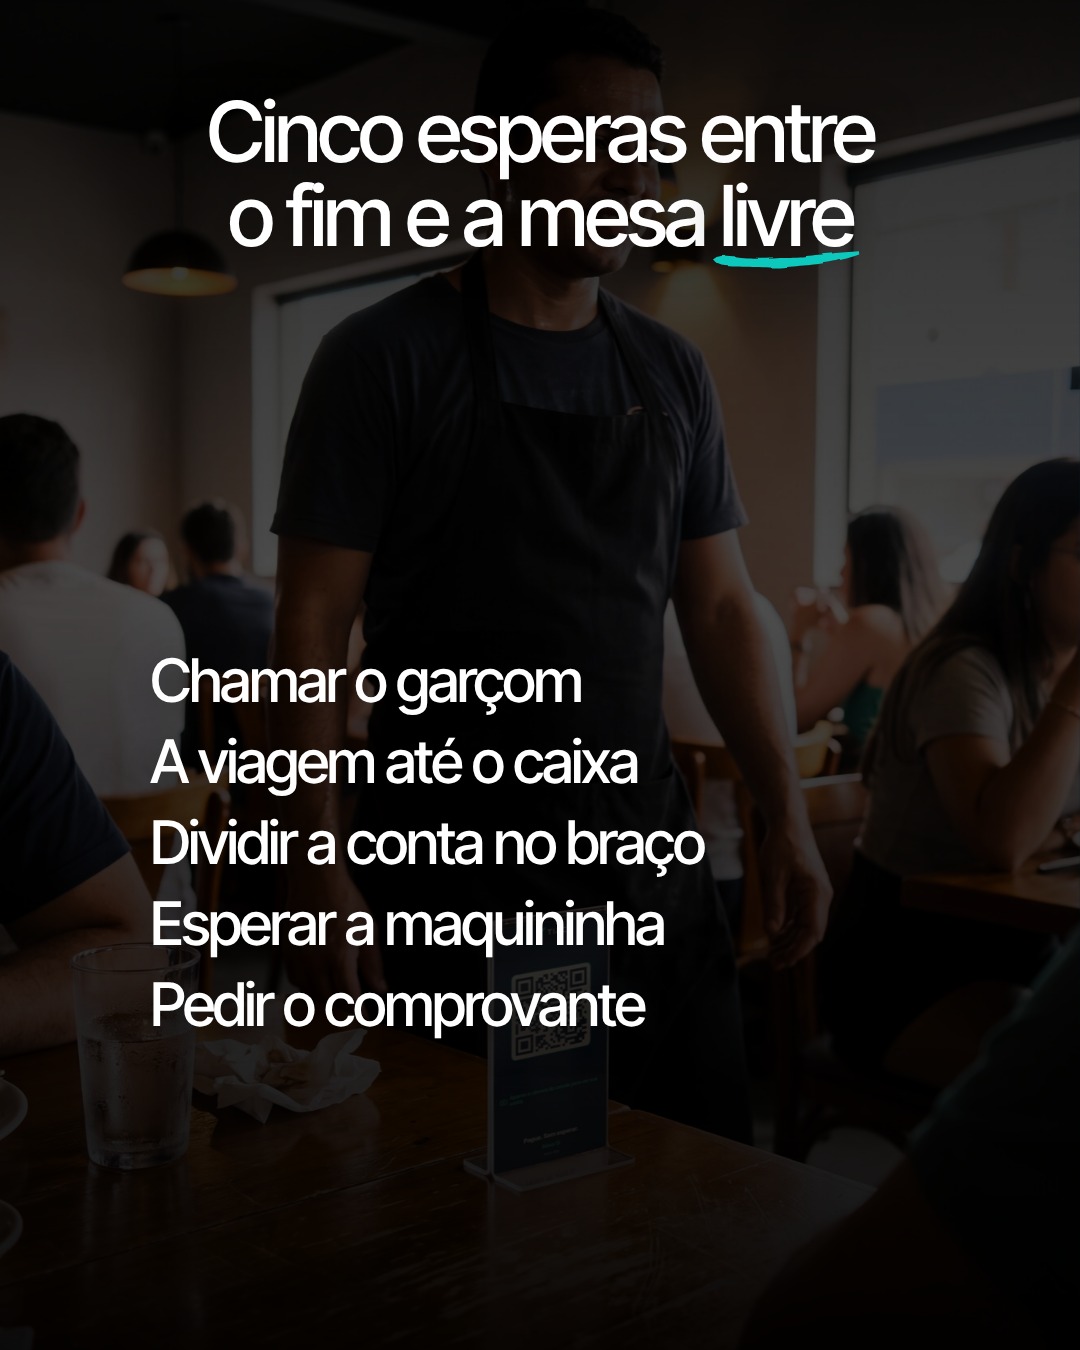 Cinco esperas entre
o fim e a mesa livre
Chamar o garçom
A viagem até o caixa
Dividir a conta no braço
Esperar a maquininha
Pedir o comprovante